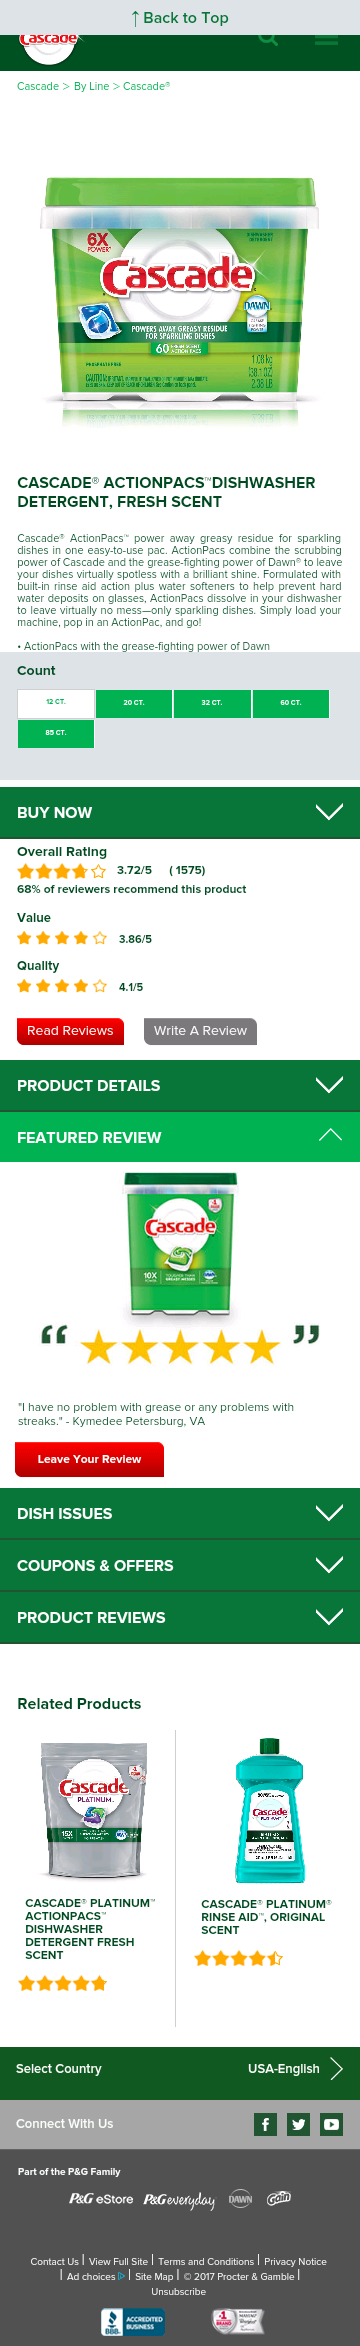 ↑ Back to Top
Cascade
Cascade > By Line > Cascade®
6X
POWER*
DISHWASHER
DETERGENT
Cascade
DAWN
POWERS AWAY GREASY RESIDUE
FOR SPARKLING DISHES
60 FRESH SCENT ACTION PACS
PHOSPHATE FREE
1.08 kg
(38.1 OZ)
2.38 LB
CASCADE® ACTIONPACS™DISHWASHER
DETERGENT, FRESH SCENT
Cascade® ActionPacs™ power away greasy residue for sparkling
dishes in one easy-to-use pac. ActionPacs combine the scrubbing
power of Cascade and the grease-fighting power of Dawn® to leave
your dishes virtually spotless with a brilliant shine. Formulated with
built-in rinse aid action plus water softeners to help prevent hard
water deposits on glasses, ActionPacs dissolve in your dishwasher
to leave virtually no mess—only sparkling dishes. Simply load your
machine, pop in an ActionPac, and go!
• ActionPacs with the grease-fighting power of Dawn
Count
12 CT. 20 CT. 32 CT. 60 CT.
85 CT.
BUY NOW
Overall Rating
3.72/5 ( 1575)
68% of reviewers recommend this product
Value
3.86/5
Quality
4.1/5
Read Reviews Write A Review
PRODUCT DETAILS
FEATURED REVIEW
Cascade
10X
“ ”
"I have no problem with grease or any problems with
streaks." - Kymedee Petersburg, VA
Leave Your Review
DISH ISSUES
COUPONS & OFFERS
PRODUCT REVIEWS
Related Products
Cascade
PLATINUM
15X
Cascade
PLATINUM
CASCADE® PLATINUM™
ACTIONPACS™
DISHWASHER
DETERGENT FRESH
SCENT
CASCADE® PLATINUM®
RINSE AID™, ORIGINAL
SCENT
Select Country USA-English
Connect With Us
Part of the P&G Family
P&G eStore P&G everyday DAWN Gain
Contact Us | View Full Site | Terms and Conditions | Privacy Notice
| Ad choices | Site Map | © 2017 Procter & Gamble |
Unsubscribe
BBB ACCREDITED
BUSINESS
#1
BRAND